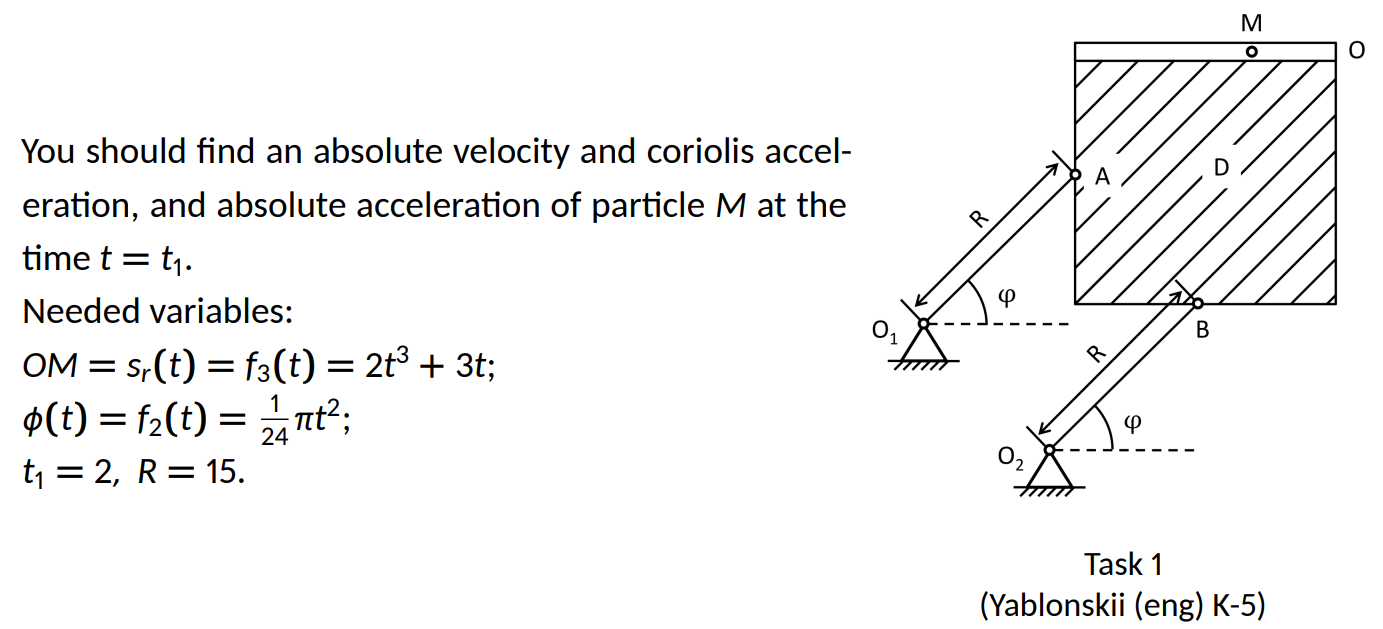 You should find an absolute velocity and coriolis accel-
eration, and absolute acceleration of particle M at the
time t = t₁.
Needed variables:
OM = sᵣ(t) = f₃(t) = 2t³ + 3t;
ϕ(t) = f₂(t) = 1/24 πt²;
t₁ = 2, R = 15.
M
O
A
D
R
φ
O₁
B
R
φ
O₂
Task 1
(Yablonskii (eng) K-5)